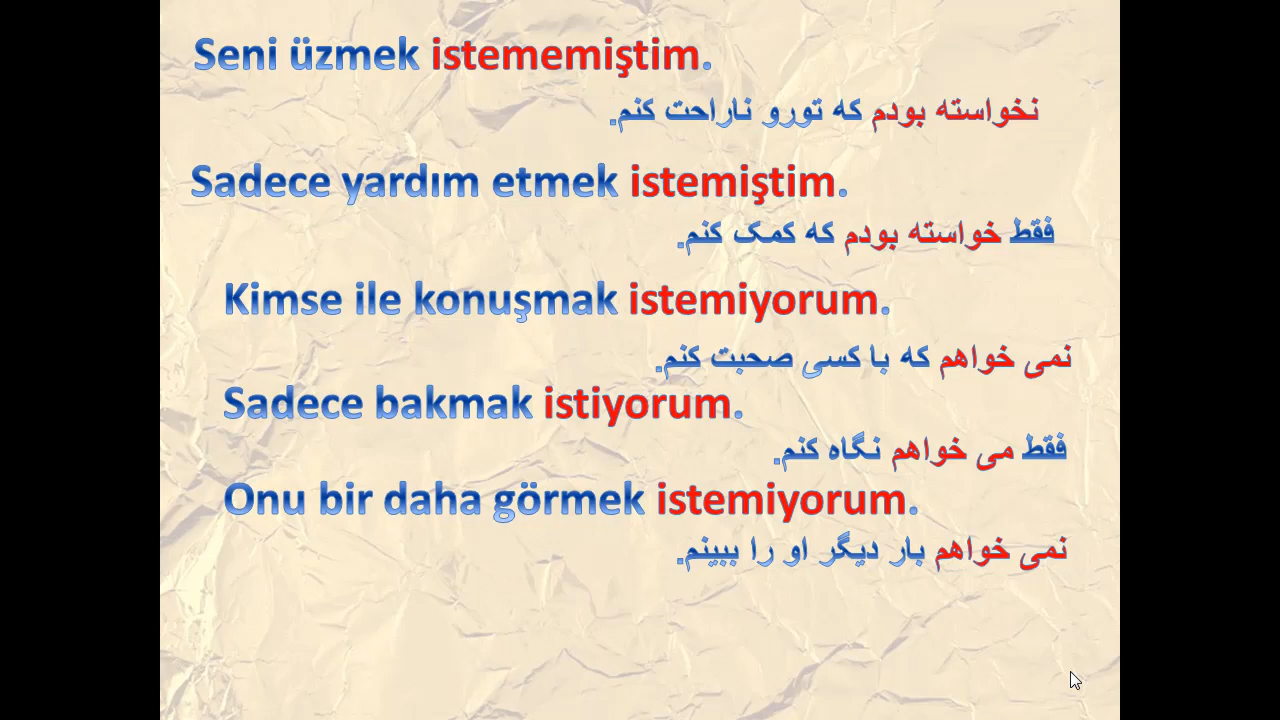 Seni üzmek istememiştim.
نخواسته بودم که تورو ناراحت کنم.
Sadece yardım etmek istemiştim.
فقط خواسته بودم که کمک کنم.
Kimse ile konuşmak istemiyorum.
نمی خواهم که با کسی صحبت کنم.
Sadece bakmak istiyorum.
فقط می خواهم نگاه کنم.
Onu bir daha görmek istemiyorum.
نمی خواهم بار دیگر او را ببینم.